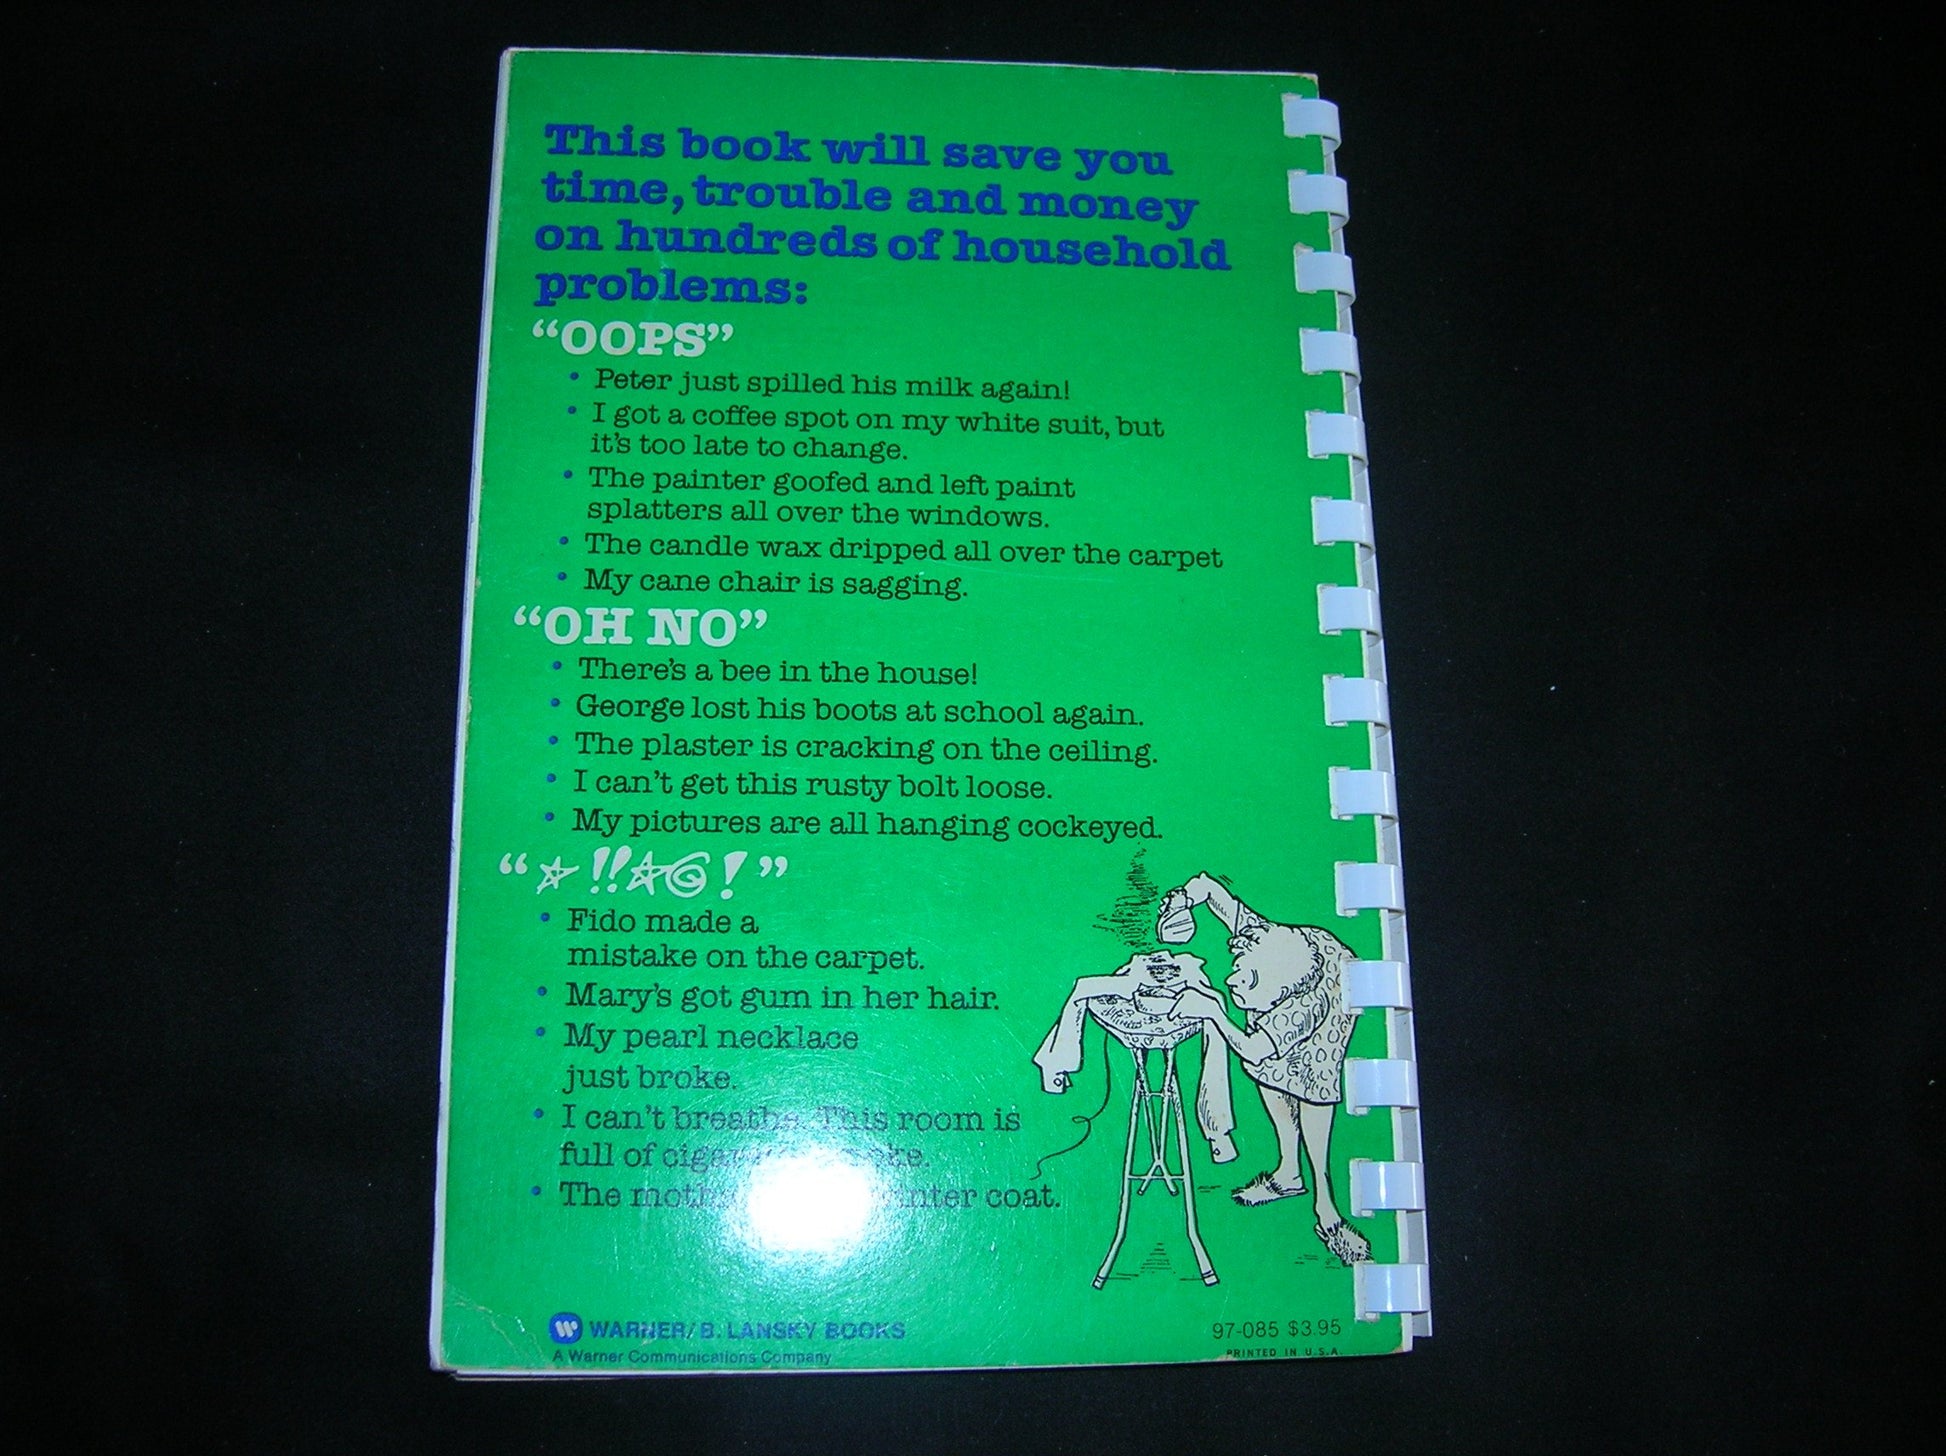 This book will save you
time, trouble and money
on hundreds of household
problems:
“OOPS”
• Peter just spilled his milk again!
• I got a coffee spot on my white suit, but
it's too late to change.
• The painter goofed and left paint
splatters all over the windows.
• The candle wax dripped all over the carpet
• My cane chair is sagging.
“OH NO”
• There's a bee in the house!
• George lost his boots at school again.
• The plaster is cracking on the ceiling.
• I can't get this rusty bolt loose.
• My pictures are all hanging cockeyed.
“*!!*@!”
• Fido made a
mistake on the carpet.
• Mary's got gum in her hair.
• My pearl necklace
just broke.
• I can't breathe. This room is
full of
• The winter coat.
WARNER/B. LANSKY BOOKS
A Warner Communications Company
97-085 $3.95
PRINTED IN U.S.A.